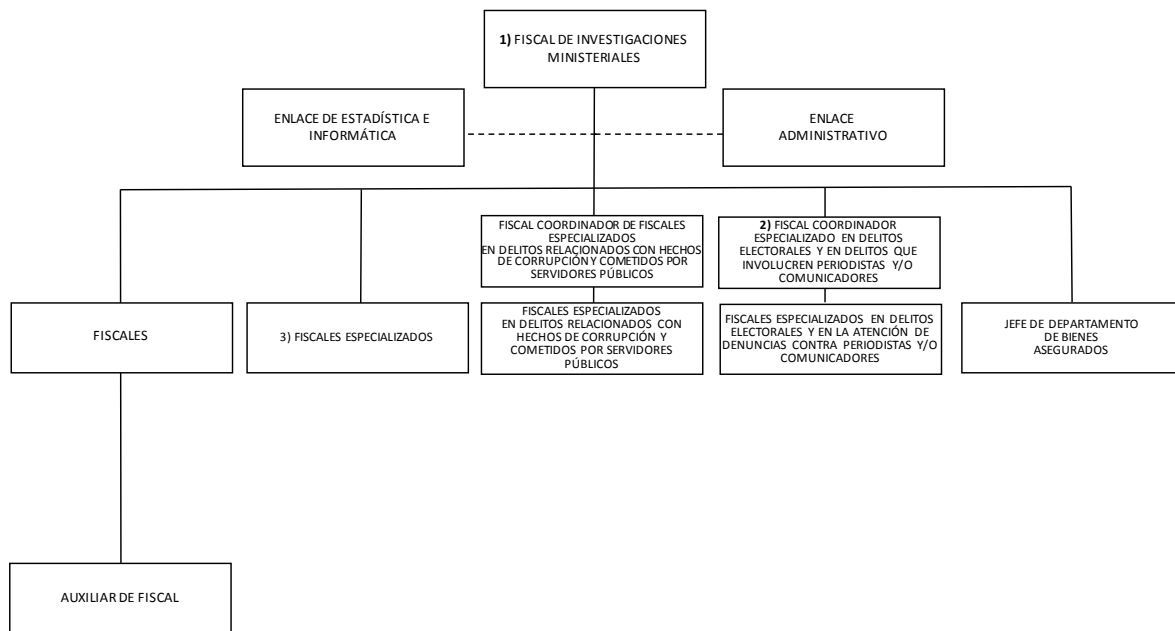 1) FISCAL DE INVESTIGACIONES
MINISTERIALES
ENLACE DE ESTADÍSTICA E
INFORMÁTICA
ENLACE
ADMINISTRATIVO
FISCAL COORDINADOR DE FISCALES
ESPECIALIZADOS
EN DELITOS RELACIONADOS CON HECHOS
DE CORRUPCIÓN Y COMETIDOS POR
SERVIDORES PÚBLICOS
2) FISCAL COORDINADOR
ESPECIALIZADO EN DELITOS
ELECTORALES Y EN DELITOS QUE
INVOLUCREN PERIODISTAS Y/O
COMUNICADORES
FISCALES
3) FISCALES ESPECIALIZADOS
FISCALES ESPECIALIZADOS
EN DELITOS RELACIONADOS CON
HECHOS DE CORRUPCIÓN Y
COMETIDOS POR SERVIDORES
PÚBLICOS
FISCALES ESPECIALIZADOS EN DELITOS
ELECTORALES Y EN LA ATENCIÓN DE
DENUNCIAS CONTRA PERIODISTAS Y/O
COMUNICADORES
JEFE DE DEPARTAMENTO
DE BIENES
ASEGURADOS
AUXILIAR DE FISCAL